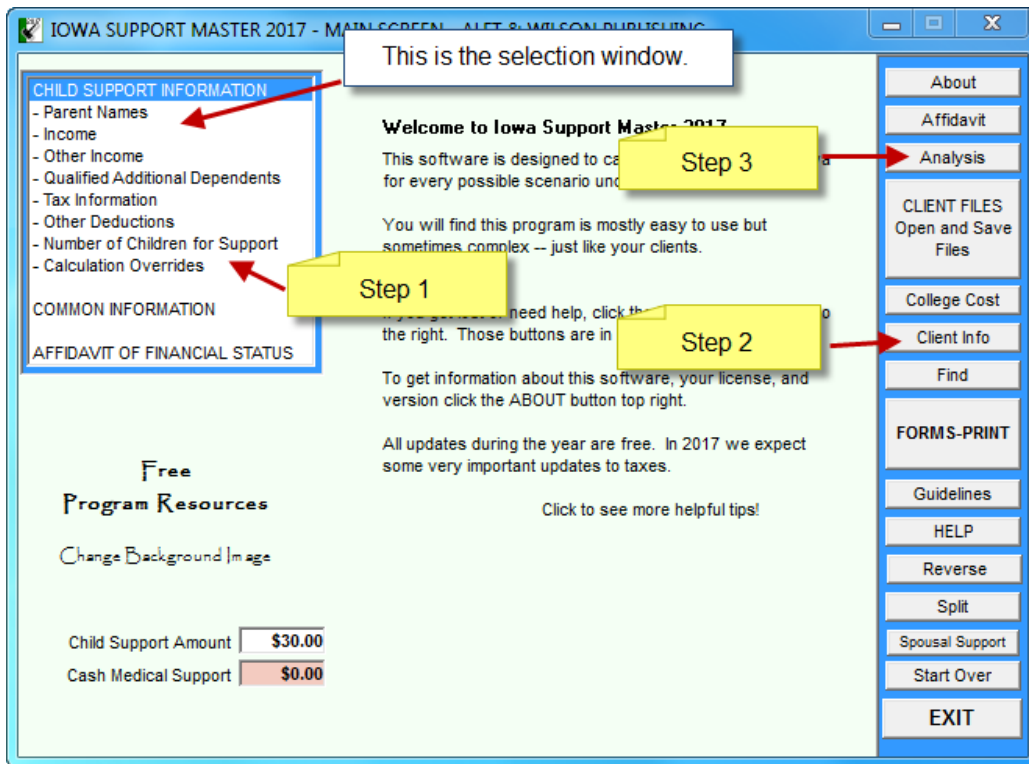 IOWA SUPPORT MASTER 2017 - MAIN SCREEN - ALFT & WILSON PUBLISHING
This is the selection window.
CHILD SUPPORT INFORMATION
- Parent Names
- Income
- Other Income
- Qualified Additional Dependents
- Tax Information
- Other Deductions
- Number of Children for Support
- Calculation Overrides
COMMON INFORMATION
AFFIDAVIT OF FINANCIAL STATUS
Step 1
Free
Program Resources
Change Background Image
Child Support Amount $30.00
Cash Medical Support $0.00
Welcome to Iowa Support Master 2017
This software is designed to
for every possible scenario
You will find this program is mostly easy to use but
sometimes complex -- just like your clients.
need help, click
the right. Those buttons are in
To get information about this software, your license, and
version click the ABOUT button top right.
All updates during the year are free. In 2017 we expect
some very important updates to taxes.
Click to see more helpful tips!
Step 3
Step 2
About
Affidavit
Analysis
CLIENT FILES
Open and Save
Files
College Cost
Client Info
Find
FORMS-PRINT
Guidelines
HELP
Reverse
Split
Spousal Support
Start Over
EXIT